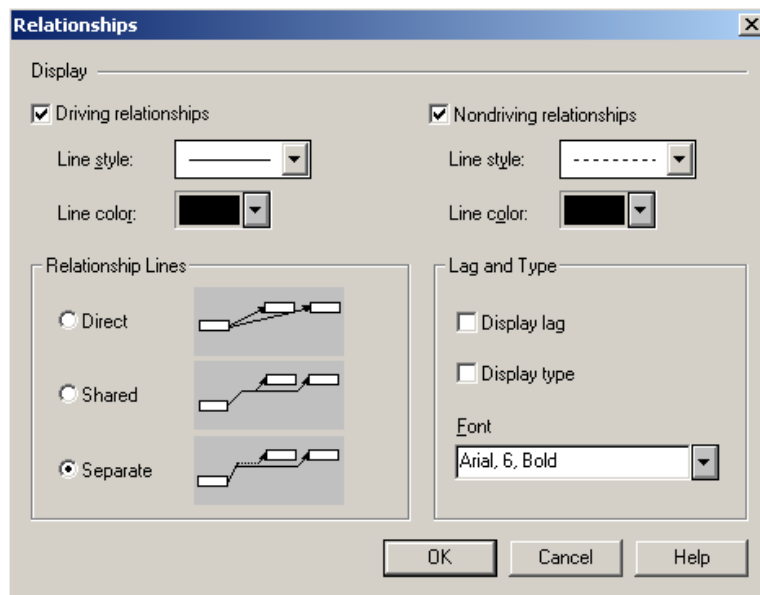 Relationships
Display
Driving relationships
Nondriving relationships
Line style:
Line style:
Line color:
Line color:
Relationship Lines
Direct
Shared
Separate
Lag and Type
Display lag
Display type
Font
Arial, 6, Bold
OK
Cancel
Help